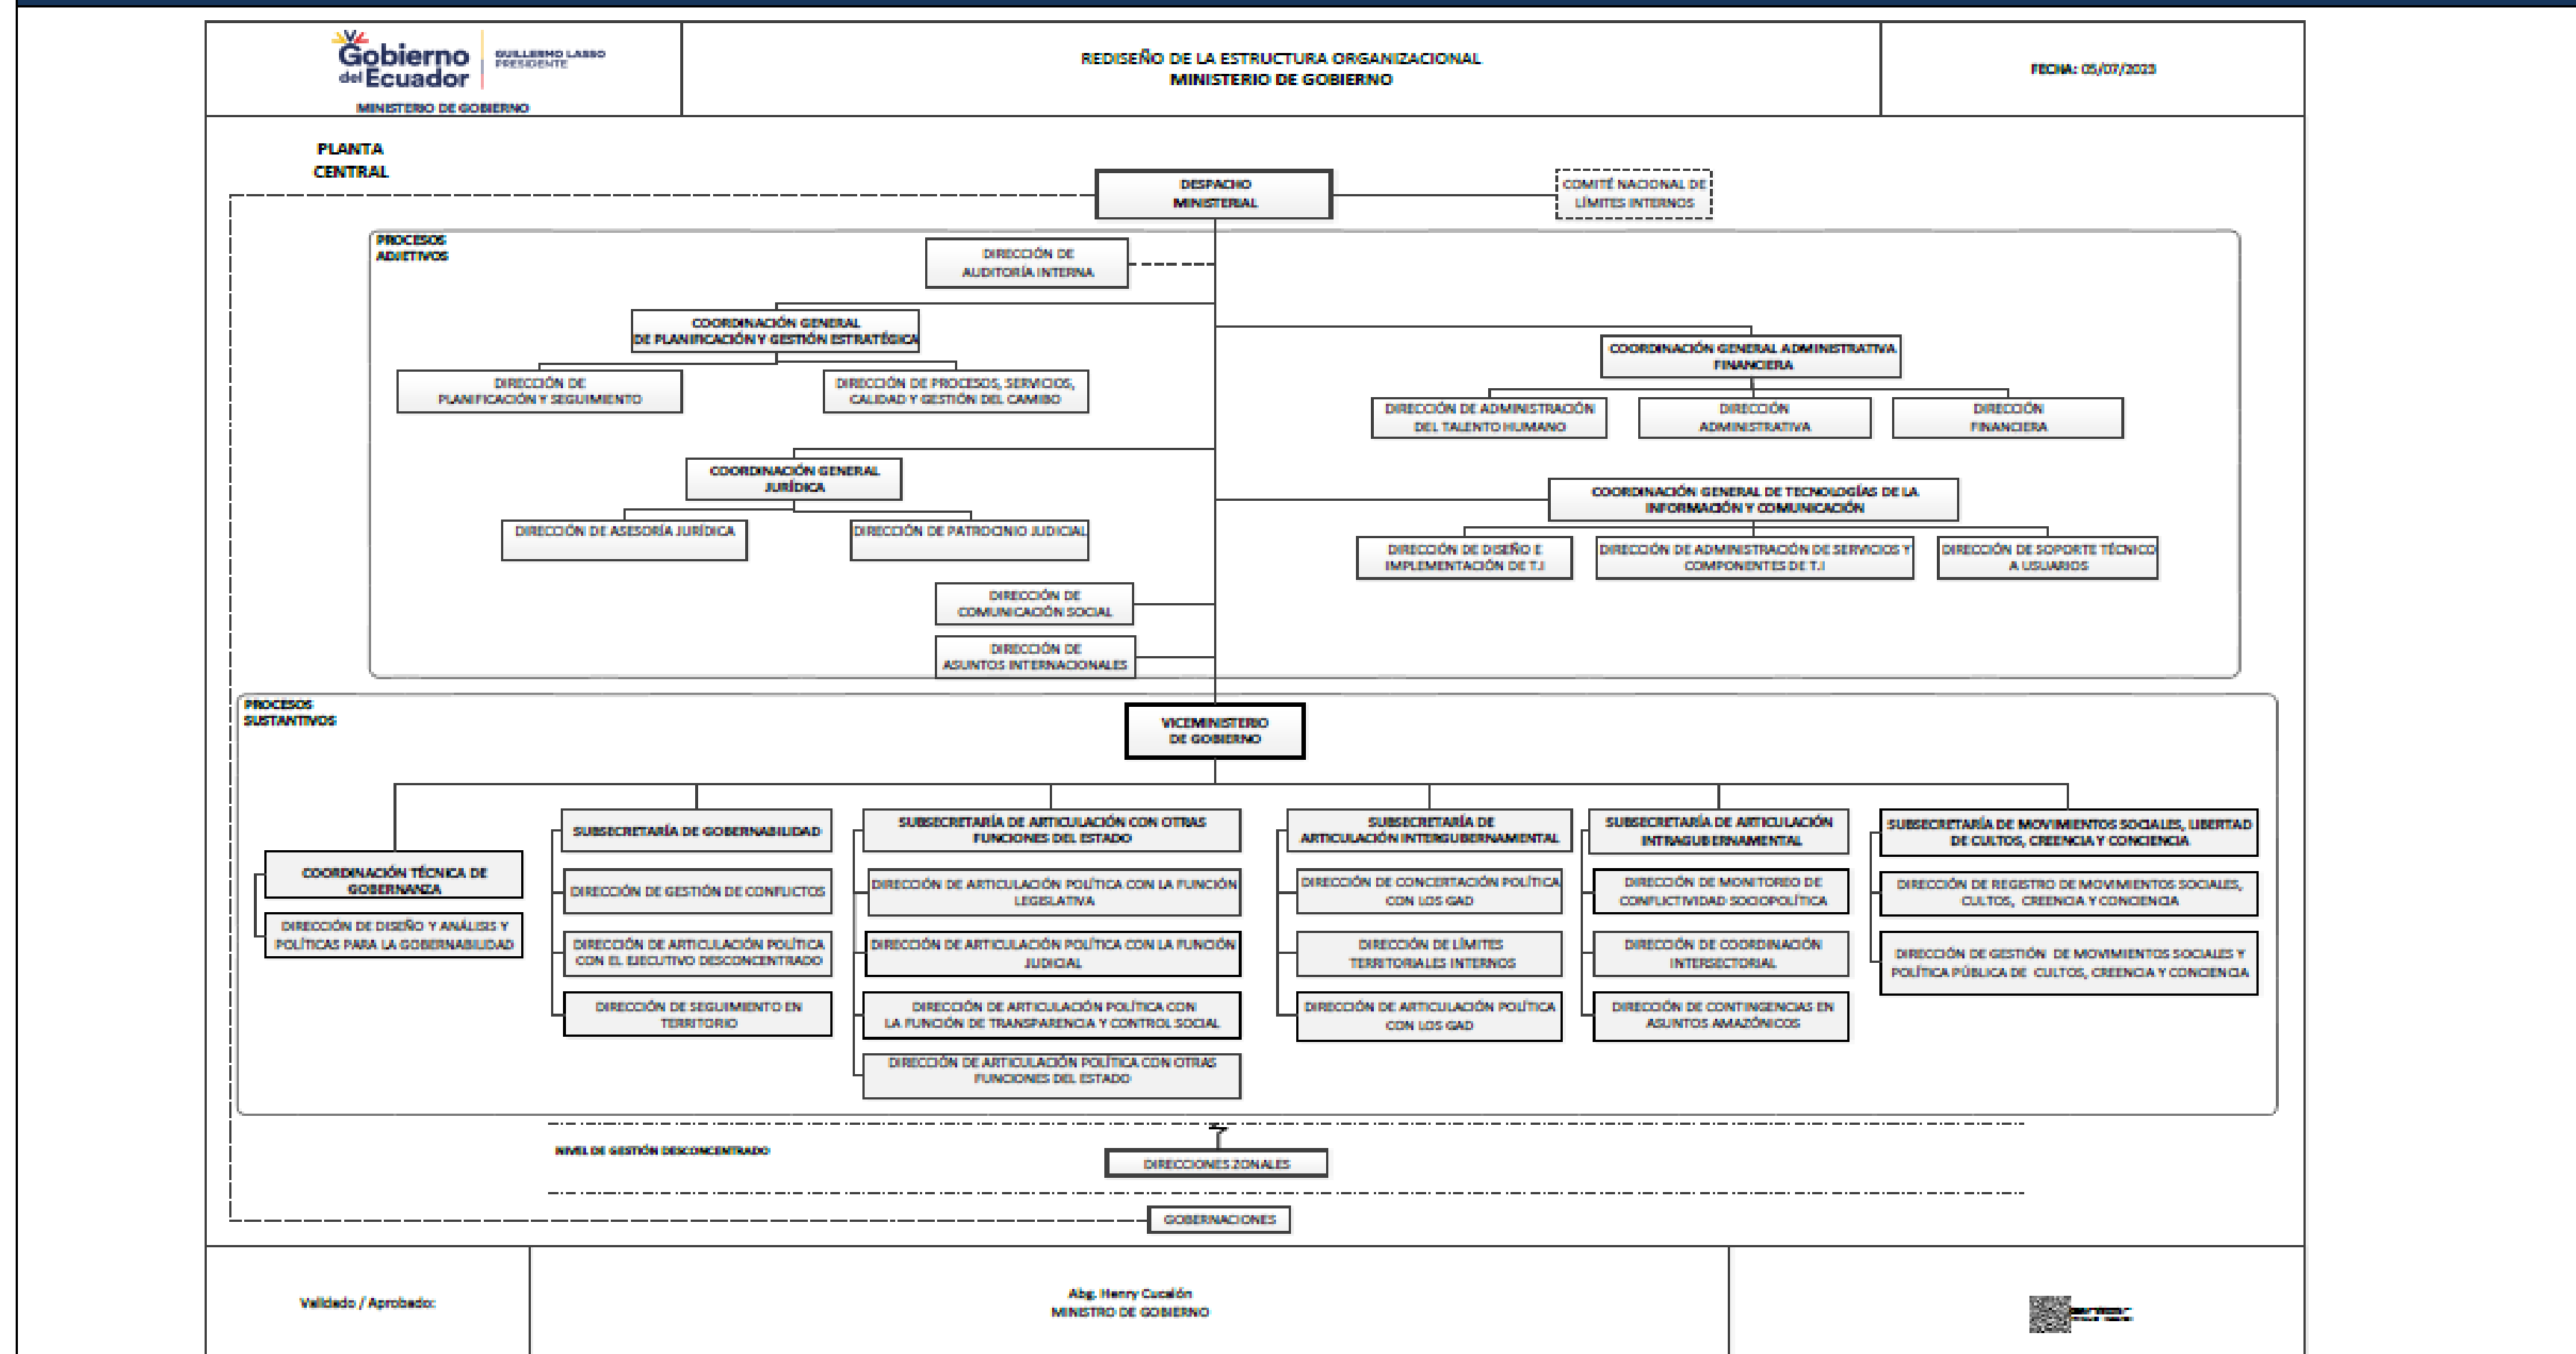 Gobierno
del Ecuador
GUILLERMO LASSO
PRESIDENTE
MINISTERIO DE GOBIERNO
REDISEÑO DE LA ESTRUCTURA ORGANIZACIONAL
MINISTERIO DE GOBIERNO
FECHA: 05/07/2023
PLANTA
CENTRAL
DESPACHO
MINISTERIAL
COMITÉ NACIONAL DE
LÍMITES INTERNOS
PROCESOS
ADJETIVOS
DIRECCIÓN DE
AUDITORÍA INTERNA
COORDINACIÓN GENERAL
DE PLANIFICACIÓN Y GESTIÓN ESTRATÉGICA
COORDINACIÓN GENERAL ADMINISTRATIVA
FINANCIERA
DIRECCIÓN DE
PLANIFICACIÓN Y SEGUIMIENTO
DIRECCIÓN DE PROCESOS, SERVICIOS,
CALIDAD Y GESTIÓN DEL CAMIBO
DIRECCIÓN DE ADMINISTRACIÓN
DEL TALENTO HUMANO
DIRECCIÓN
ADMINISTRATIVA
DIRECCIÓN
FINANCIERA
COORDINACIÓN GENERAL
JURÍDICA
COORDINACIÓN GENERAL DE TECNOLOGÍAS DE LA
INFORMACIÓN Y COMUNICACIÓN
DIRECCIÓN DE ASESORÍA JURÍDICA
DIRECCIÓN DE PATROCINIO JUDICIAL
DIRECCIÓN DE DISEÑO E
IMPLEMENTACIÓN DE T.I
DIRECCIÓN DE ADMINISTRACIÓN DE SERVICIOS Y
COMPONENTES DE T.I
DIRECCIÓN DE SOPORTE TÉCNICO
A USUARIOS
DIRECCIÓN DE
COMUNICACIÓN SOCIAL
DIRECCIÓN DE
ASUNTOS INTERNACIONALES
PROCESOS
SUSTANTIVOS
VICEMINISTERIO
DE GOBIERNO
COORDINACIÓN TÉCNICA DE
GOBERNANZA
DIRECCIÓN DE DISEÑO Y ANÁLISIS Y
POLÍTICAS PARA LA GOBERNABILIDAD
SUBSECRETARÍA DE GOBERNABILIDAD
DIRECCIÓN DE GESTIÓN DE CONFLICTOS
DIRECCIÓN DE ARTICULACIÓN POLÍTICA
CON EL EJECUTIVO DESCONCENTRADO
DIRECCIÓN DE SEGUIMIENTO EN
TERRITORIO
SUBSECRETARÍA DE ARTICULACIÓN CON OTRAS
FUNCIONES DEL ESTADO
DIRECCIÓN DE ARTICULACIÓN POLÍTICA CON LA FUNCIÓN
LEGISLATIVA
DIRECCIÓN DE ARTICULACIÓN POLÍTICA CON LA FUNCIÓN
JUDICIAL
DIRECCIÓN DE ARTICULACIÓN POLÍTICA CON
LA FUNCIÓN DE TRANSPARENCIA Y CONTROL SOCIAL
DIRECCIÓN DE ARTICULACIÓN POLÍTICA CON OTRAS
FUNCIONES DEL ESTADO
SUBSECRETARÍA DE
ARTICULACIÓN INTERGUBERNAMENTAL
DIRECCIÓN DE CONCERTACIÓN POLÍTICA
CON LOS GAD
DIRECCIÓN DE LÍMITES
TERRITORIALES INTERNOS
DIRECCIÓN DE ARTICULACIÓN POLÍTICA
CON LOS GAD
SUBSECRETARÍA DE ARTICULACIÓN
INTRAGUBERNAMENTAL
DIRECCIÓN DE MONITOREO DE
CONFLICTIVIDAD SOCIOPOLÍTICA
DIRECCIÓN DE COORDINACIÓN
INTERSECTORIAL
DIRECCIÓN DE CONTINGENCIAS EN
ASUNTOS AMAZÓNICOS
SUBSECRETARÍA DE MOVIMIENTOS SOCIALES, LIBERTAD
DE CULTOS, CREENCIA Y CONCIENCIA
DIRECCIÓN DE REGISTRO DE MOVIMIENTOS SOCIALES,
CULTOS, CREENCIA Y CONCIENCIA
DIRECCIÓN DE GESTIÓN DE MOVIMIENTOS SOCIALES Y
POLÍTICA PÚBLICA DE CULTOS, CREENCIA Y CONCIENCIA
NIVEL DE GESTIÓN DESCONCENTRADO
DIRECCIONES ZONALES
GOBERNACIONES
Validado / Aprobado:
Abg. Henry Cucalón
MINISTRO DE GOBIERNO